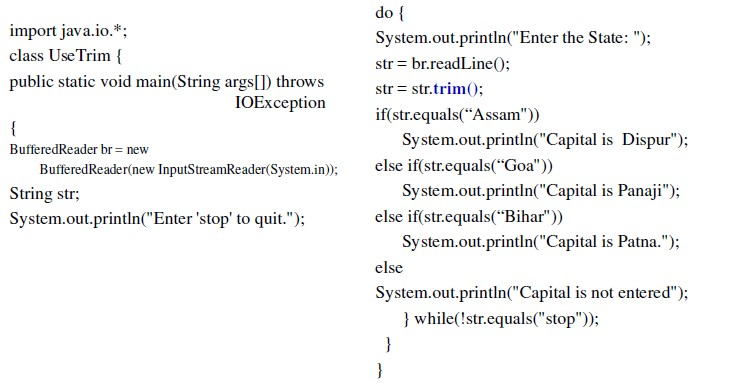 import java.io.*;
class UseTrim {
public static void main(String args[]) throws
IOException
{
BufferedReader br = new
BufferedReader(new InputStreamReader(System.in));
String str;
System.out.println("Enter 'stop' to quit.");
do {
System.out.println("Enter the State: ");
str = br.readLine();
str = str.trim();
if(str.equals(“Assam"))
System.out.println("Capital is  Dispur");
else if(str.equals(“Goa"))
System.out.println("Capital is Panaji");
else if(str.equals(“Bihar"))
System.out.println("Capital is Patna.");
else
System.out.println("Capital is not entered");
} while(!str.equals("stop"));
}
}